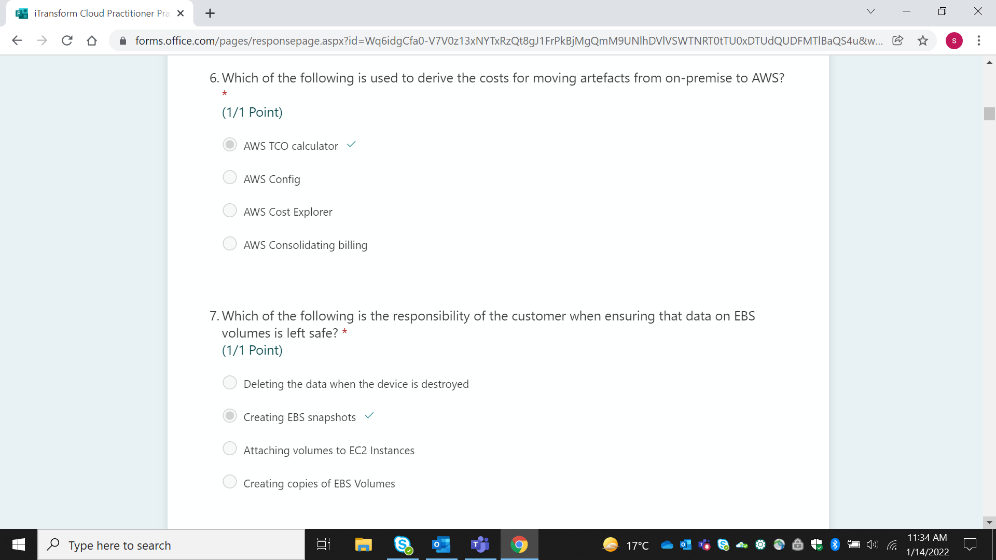 iTransform Cloud Practitioner Pra
forms.office.com/pages/responsepage.aspx?id=Wq6idgCfa0-V7V0z13xNYTxRzQt8gJ1FrPkBjMgQmM9UNlhDVlVSWTNRT0tTU0xDTUdQUDFMTlBaQS4u&tw...
6. Which of the following is used to derive the costs for moving artefacts from on-premise to AWS?
*
(1/1 Point)
AWS TCO calculator
AWS Config
AWS Cost Explorer
AWS Consolidating billing
7. Which of the following is the responsibility of the customer when ensuring that data on EBS
volumes is left safe? *
(1/1 Point)
Deleting the data when the device is destroyed
Creating EBS snapshots
Attaching volumes to EC2 Instances
Creating copies of EBS Volumes
Type here to search
17°C
11:34 AM
1/14/2022